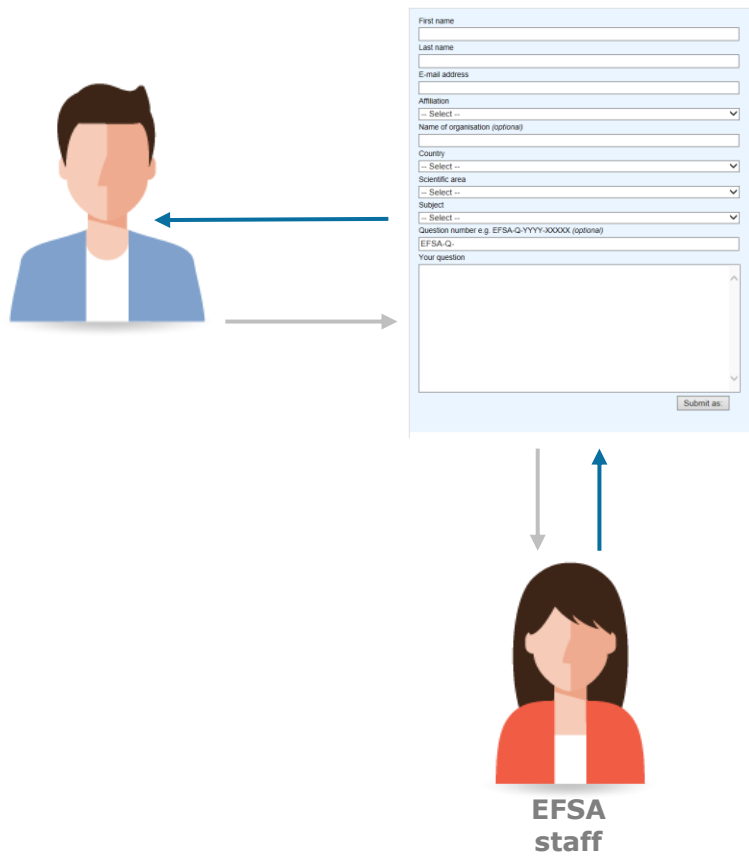 First name
Last name
E-mail address
Affiliation
-- Select --
Name of organisation (optional)
Country
-- Select --
Scientific area
-- Select --
Subject
-- Select --
Question number e.g. EFSA-Q-YYYY-XXXXX (optional)
EFSA-Q-
Your question
Submit as:
EFSA
staff